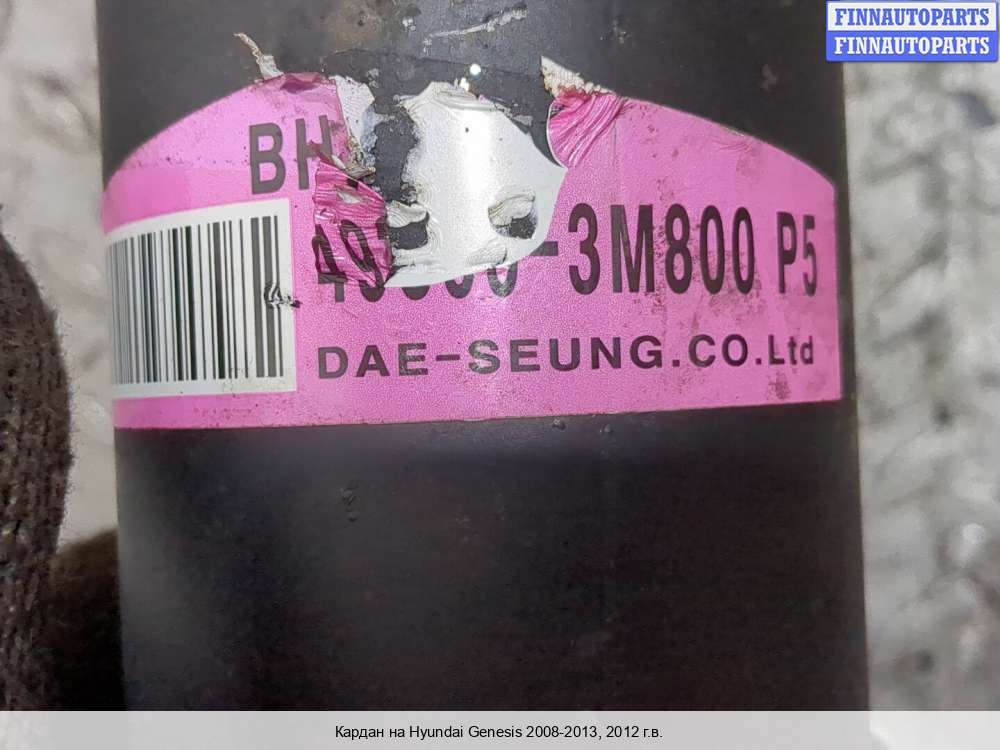 FINNAUTOPARTS
FINNAUTOPARTS
BH
-3M800 P5
DAE-SEUNG.CO.Ltd
Кардан на Hyundai Genesis 2008-2013, 2012 г.в.